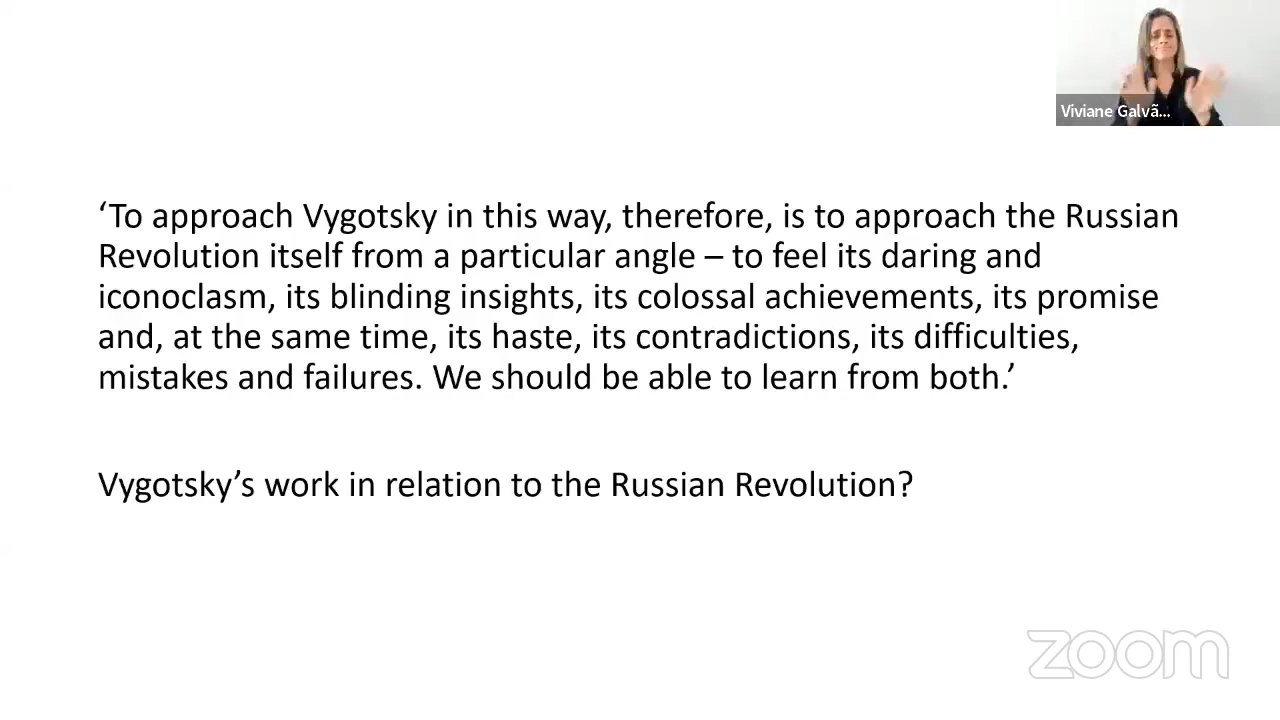 Viviane Galvã...
‘To approach Vygotsky in this way, therefore, is to approach the Russian
Revolution itself from a particular angle – to feel its daring and
iconoclasm, its blinding insights, its colossal achievements, its promise
and, at the same time, its haste, its contradictions, its difficulties,
mistakes and failures. We should be able to learn from both.’
Vygotsky’s work in relation to the Russian Revolution?
zoom